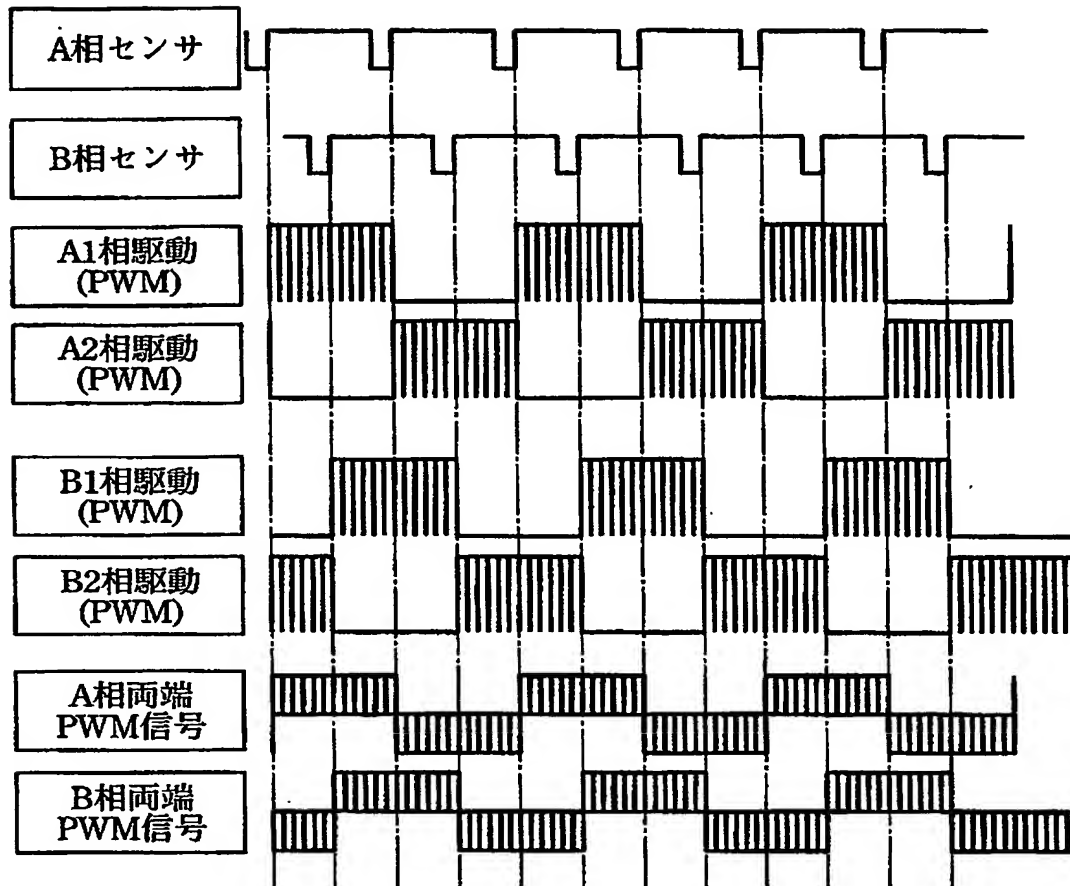 A相センサ
B相センサ
A1相駆動
(PWM)
A2相駆動
(PWM)
B1相駆動
(PWM)
B2相駆動
(PWM)
A相両端
PWM信号
B相両端
PWM信号